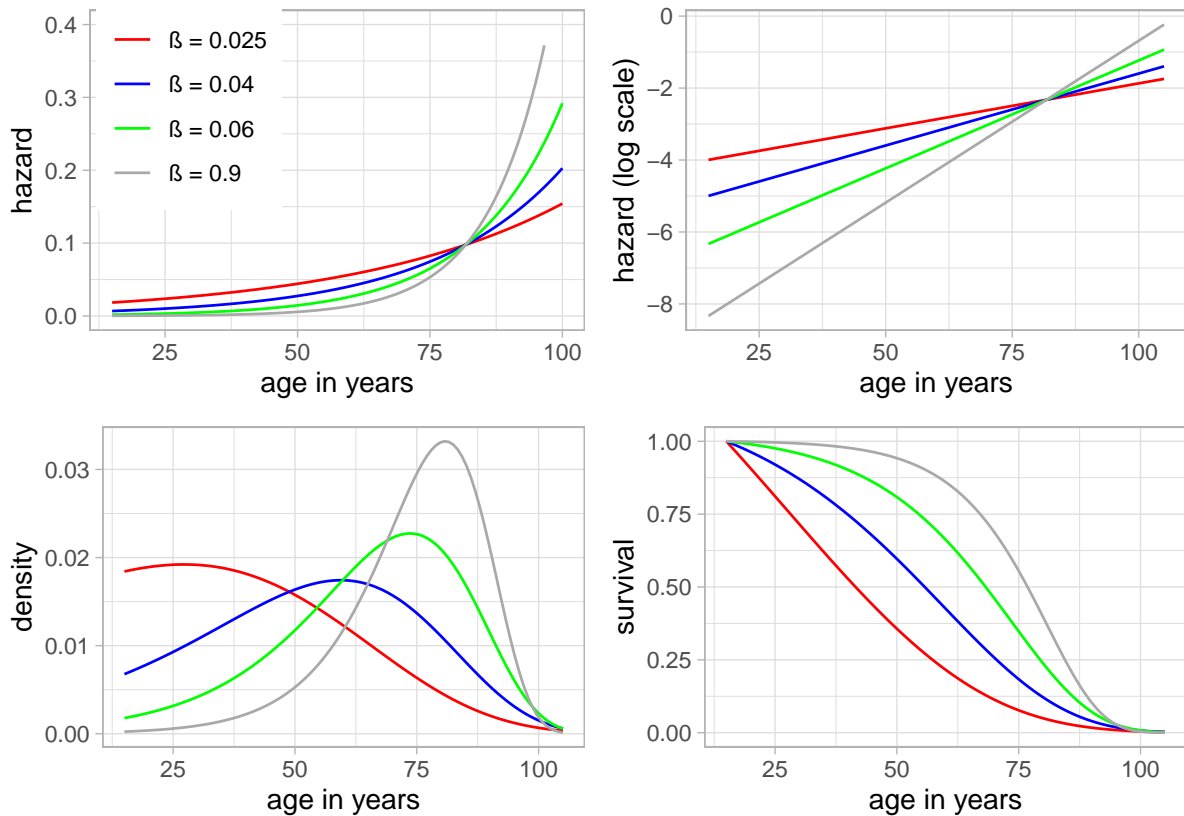 hazard
0.4
0.3
0.2
0.1
0.0
ß = 0.025
ß = 0.04
ß = 0.06
ß = 0.9
25 50 75 100
age in years
hazard (log scale)
0
−2
−4
−6
−8
25 50 75 100
age in years
density
0.03
0.02
0.01
0.00
25 50 75 100
age in years
survival
1.00
0.75
0.50
0.25
0.00
25 50 75 100
age in years